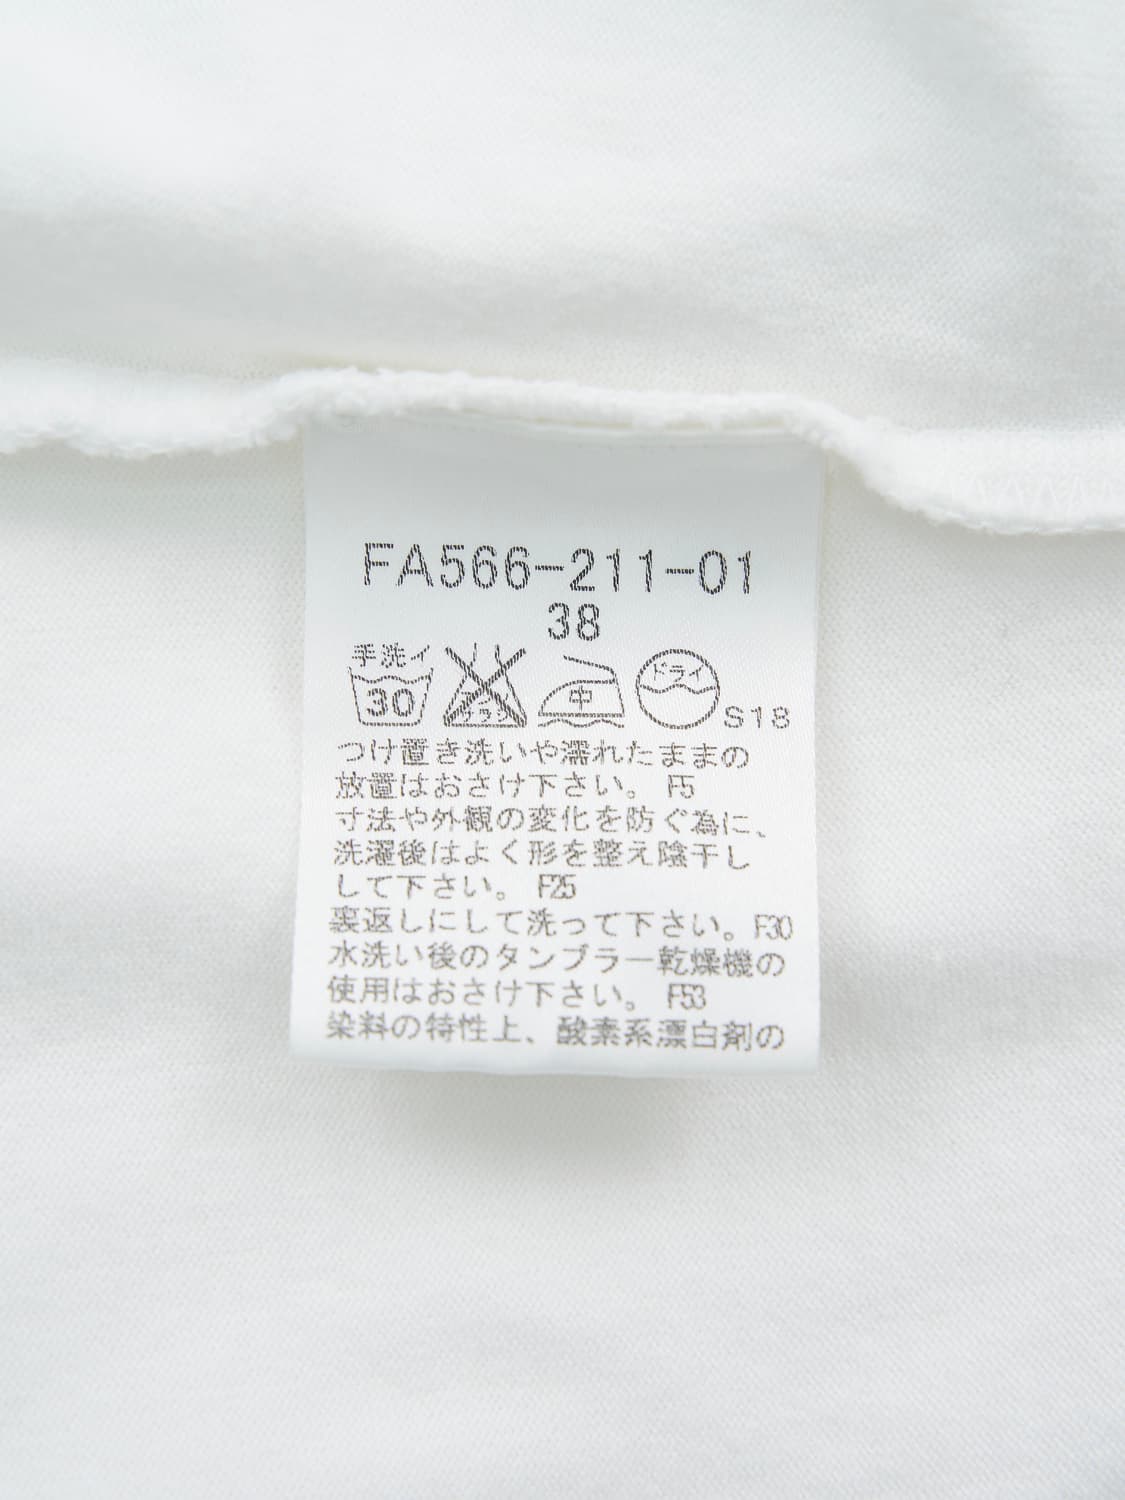 FA566-211-01
38
手洗イ
30
エンソ
サラシ
中
ドライ
S18
つけ置き洗いや濡れたままの
放置はおさけ下さい。 F5
寸法や外観の変化を防ぐ為に、
洗濯後はよく形を整え陰干し
して下さい。 F25
裏返しにして洗って下さい。F30
水洗い後のタンブラー乾燥機の
使用はおさけ下さい。 F53
染料の特性上、酸素系漂白剤の